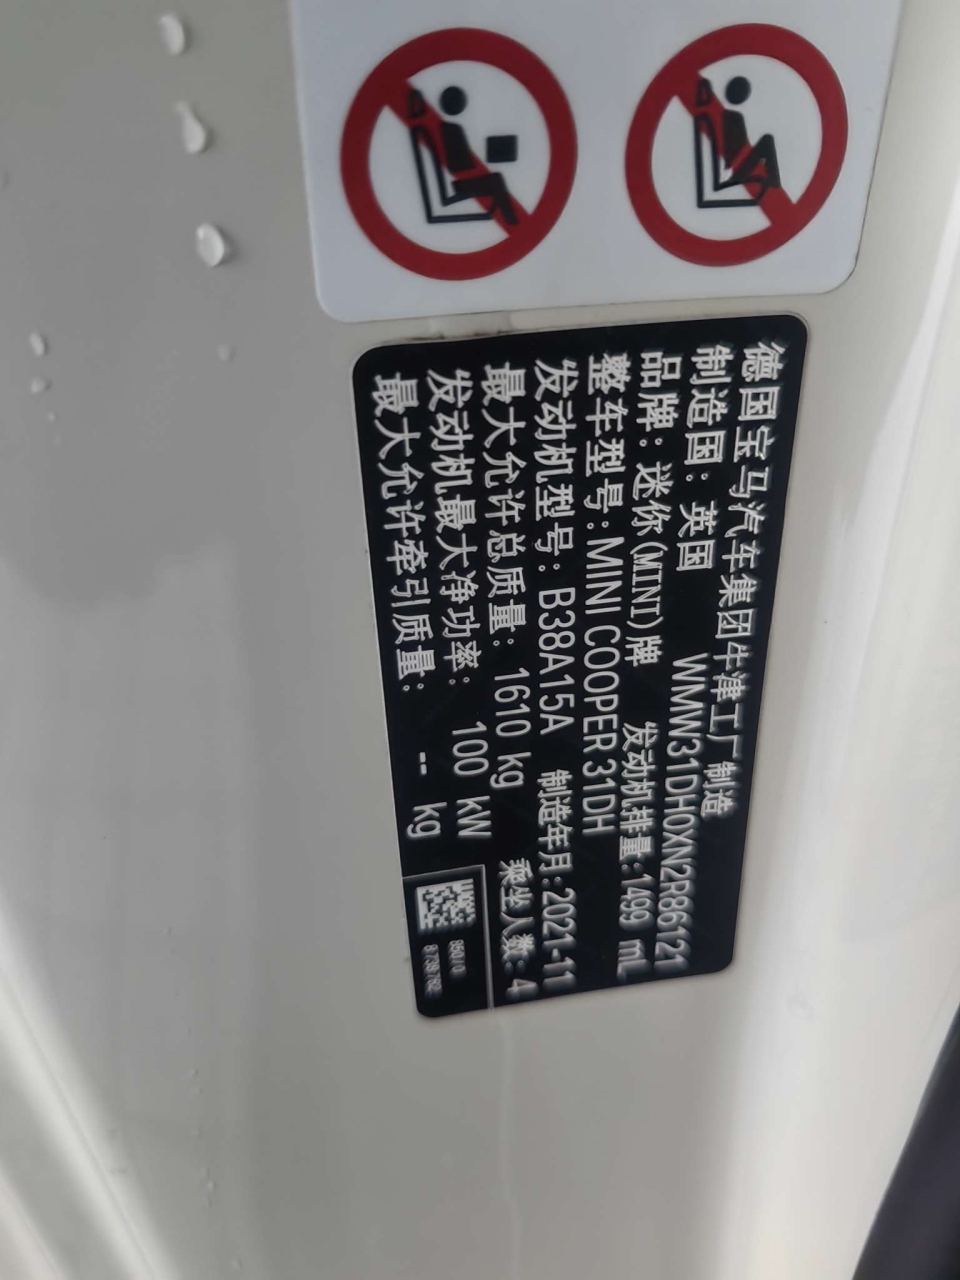 德国宝马汽车集团牛津工厂 制造
制造国: 英国 WMW31DH0XN2R86121
品牌: 迷你(MINI)牌 发动机排量:1499 mL
整车型号: MINI COOPER 31DH
发动机型号: B38A15A 制造年月:2021-11
最大允许总质量: 1610 kg 乘坐人数: 4
发动机最大净功率: 100 kW
最大允许牵引质量: -- kg